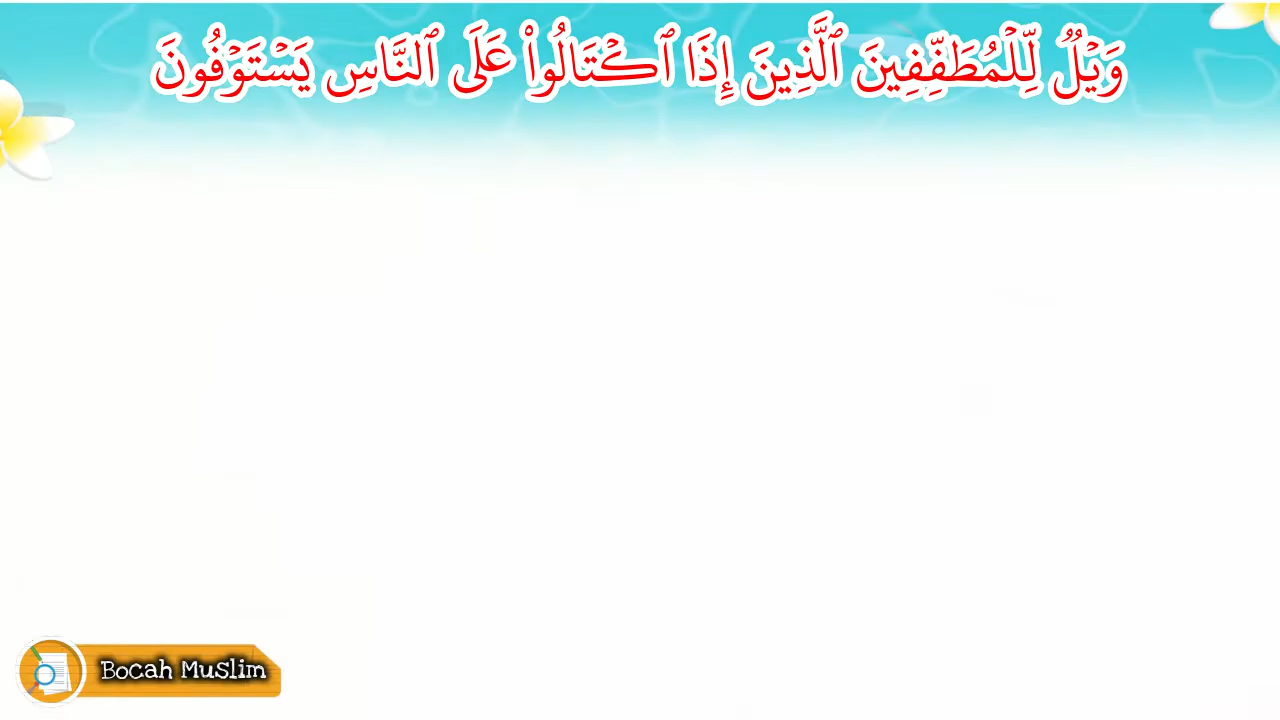 وَيۡلٞ لِّلۡمُطَفِّفِينَ ٱلَّذِينَ إِذَا ٱكۡتَالُواْ عَلَى ٱلنَّاسِ يَسۡتَوۡفُونَ
Bocah Muslim